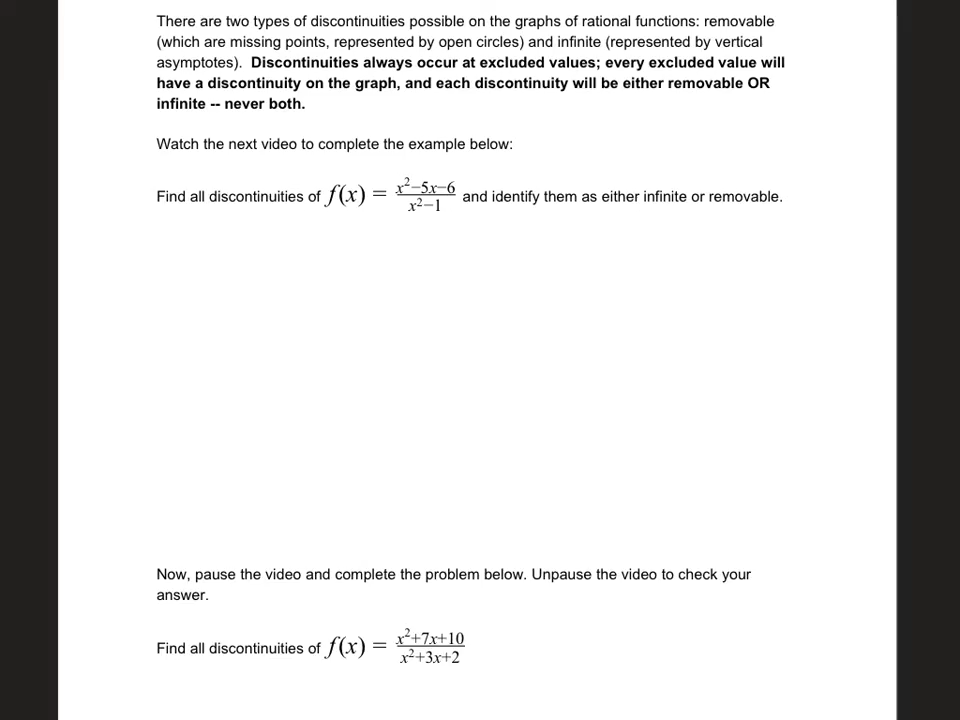 There are two types of discontinuities possible on the graphs of rational functions: removable
(which are missing points, represented by open circles) and infinite (represented by vertical
asymptotes).  Discontinuities always occur at excluded values; every excluded value will
have a discontinuity on the graph, and each discontinuity will be either removable OR
infinite -- never both.
Watch the next video to complete the example below:
Find all discontinuities of f(x) = (x²−5x−6)/(x²−1) and identify them as either infinite or removable.
Now, pause the video and complete the problem below. Unpause the video to check your
answer.
Find all discontinuities of f(x) = (x²+7x+10)/(x²+3x+2)